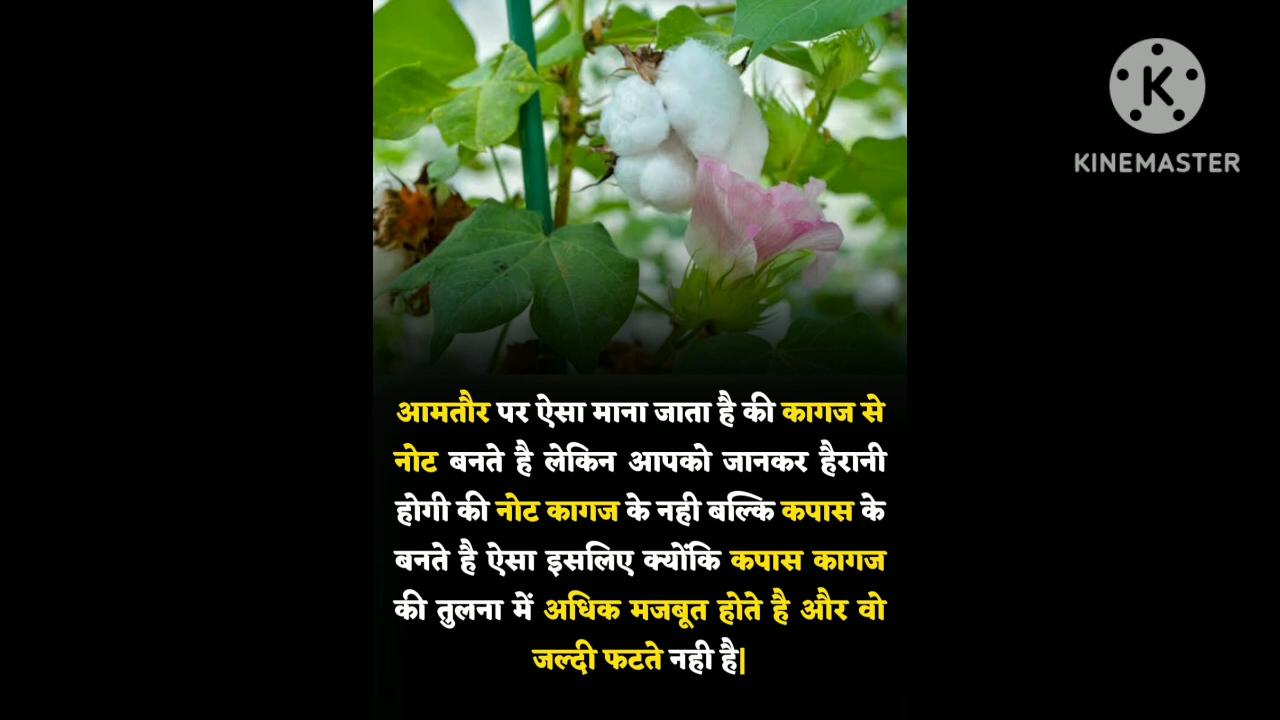 KINEMASTER
आमतौर पर ऐसा माना जाता है की कागज से
नोट बनते है लेकिन आपको जानकर हैरानी
होगी की नोट कागज के नही बल्कि कपास के
बनते है ऐसा इसलिए क्योंकि कपास कागज
की तुलना में अधिक मजबूत होते है और वो
जल्दी फटते नही है|